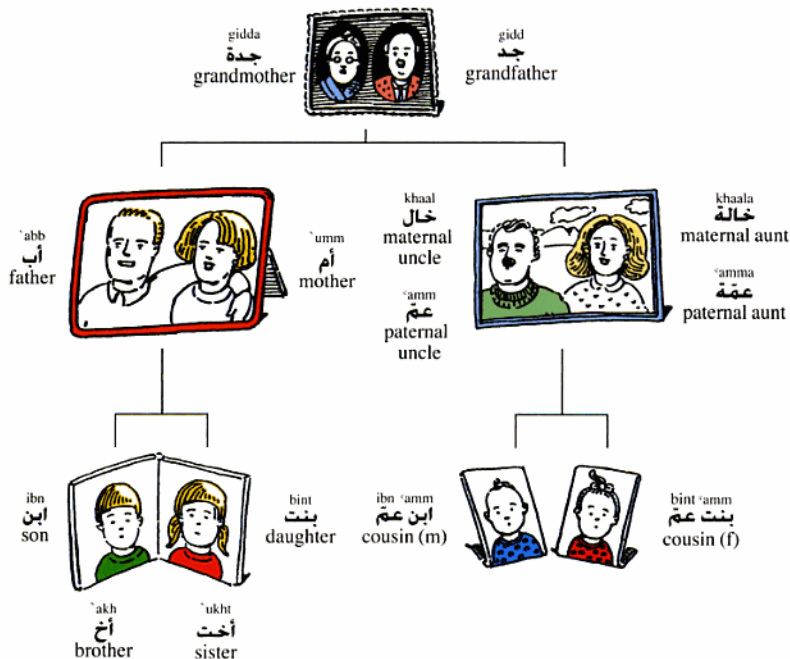 gidda
جدة
grandmother
gidd
جد
grandfather
`abb
أب
father
`umm
أم
mother
khaal
خال
maternal
uncle
ʿamm
عمّ
paternal
uncle
khaala
خالة
maternal aunt
ʿamma
عمّة
paternal aunt
ibn
ابن
son
bint
بنت
daughter
ibn ʿamm
ابن عمّ
cousin (m)
bint ʿamm
بنت عمّ
cousin (f)
`akh
أخ
brother
`ukht
أخت
sister